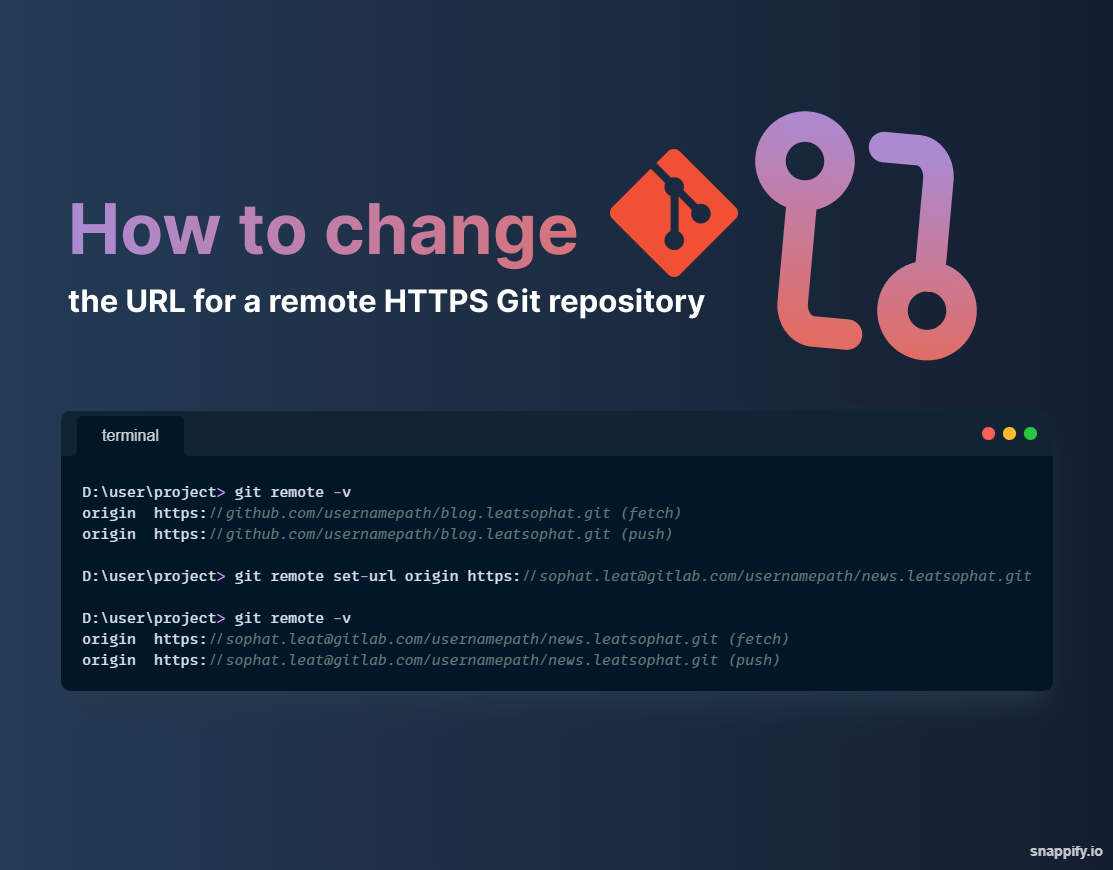 How to change
the URL for a remote HTTPS Git repository
terminal
D:\user\project> git remote -v
origin  https://github.com/usernamepath/blog.leatsophat.git (fetch)
origin  https://github.com/usernamepath/blog.leatsophat.git (push)
D:\user\project> git remote set-url origin https://sophat.leat@gitlab.com/usernamepath/news.leatsophat.git
D:\user\project> git remote -v
origin  https://sophat.leat@gitlab.com/usernamepath/news.leatsophat.git (fetch)
origin  https://sophat.leat@gitlab.com/usernamepath/news.leatsophat.git (push)
snappify.io